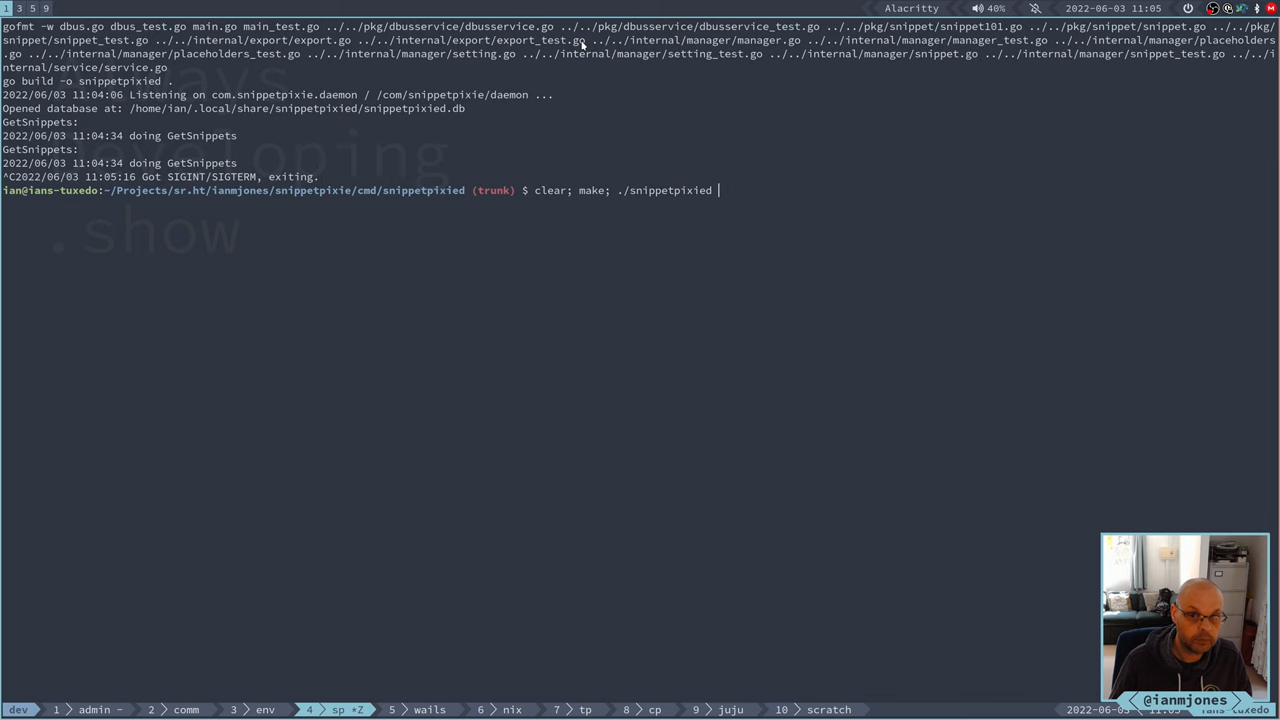 1 3 5 9
Alacritty 40% 2022-06-03 11:05
gofmt -w dbus.go dbus_test.go main.go main_test.go ../../pkg/dbusservice/dbusservice.go ../../pkg/dbusservice/dbusservice_test.go ../../pkg/snippet/snippet101.go ../../pkg/snippet/snippet.go ../../pkg/
snippet/snippet_test.go ../../internal/export/export.go ../../internal/export/export_test.go ../../internal/manager/manager.go ../../internal/manager/manager_test.go ../../internal/manager/placeholders
.go ../../internal/manager/placeholders_test.go ../../internal/manager/setting.go ../../internal/manager/setting_test.go ../../internal/manager/snippet.go ../../internal/manager/snippet_test.go ../../i
nternal/service/service.go
go build -o snippetpixied .
2022/06/03 11:04:06 Listening on com.snippetpixie.daemon / /com/snippetpixie/daemon ...
Opened database at: /home/ian/.local/share/snippetpixied/snippetpixied.db
GetSnippets:
2022/06/03 11:04:34 doing GetSnippets
GetSnippets:
2022/06/03 11:04:34 doing GetSnippets
^C2022/06/03 11:05:16 Got SIGINT/SIGTERM, exiting.
ian@ians-tuxedo:~/Projects/sr.ht/ianmjones/snippetpixie/cmd/snippetpixied (trunk) $ clear; make; ./snippetpixied
.show
@ianmjones
dev 1 admin - 2 comm 3 env 4 sp *Z 5 wails 6 nix 7 tp 8 cp 9 juju 10 scratch 2022-06-03